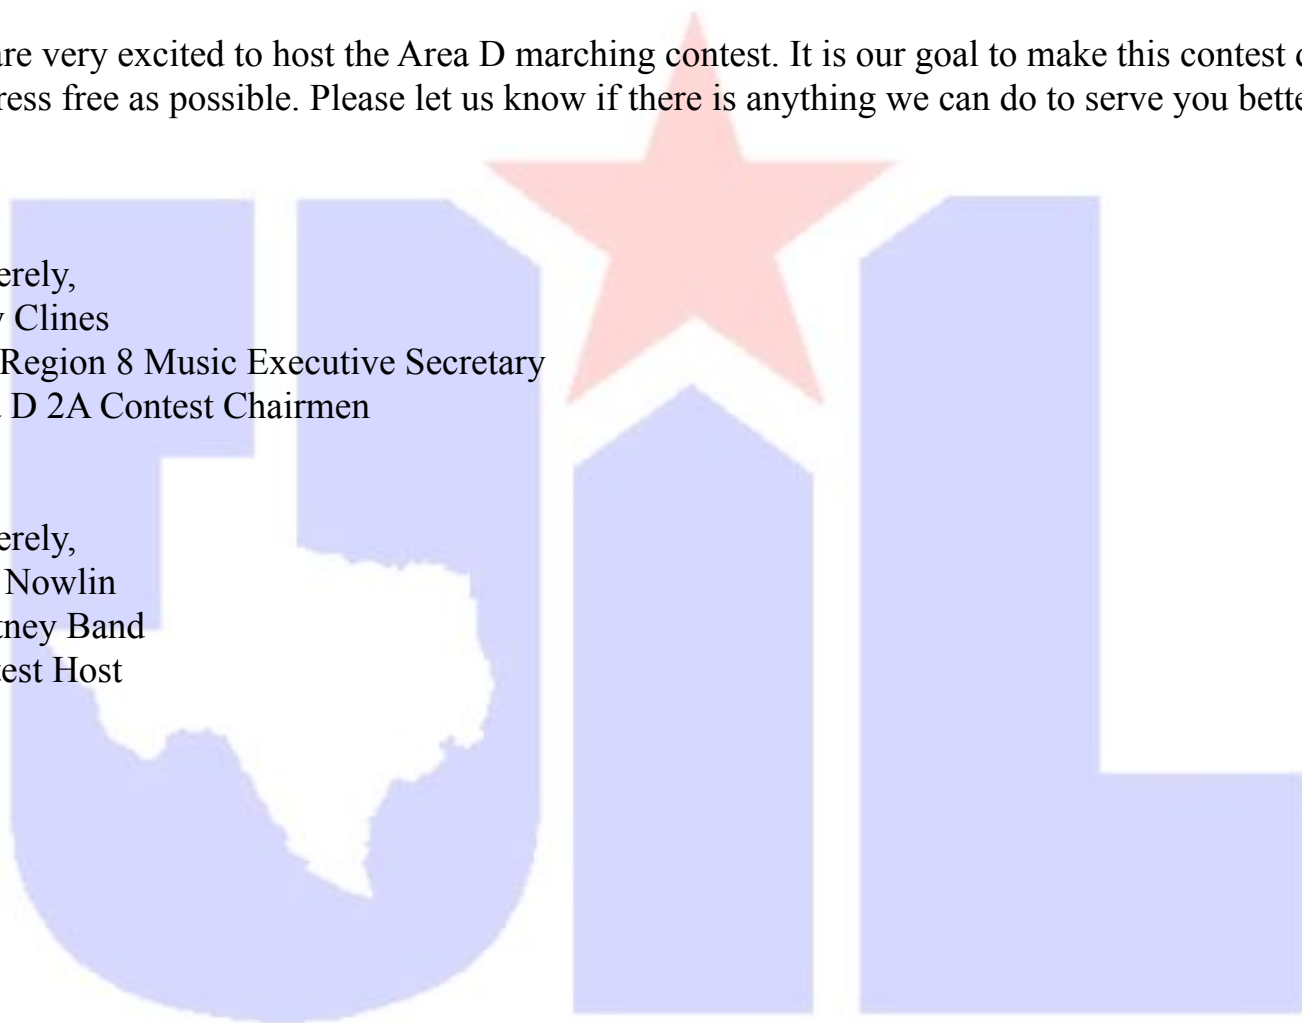 are very excited to host the Area D marching contest. It is our goal to make this contest
ress free as possible. Please let us know if there is anything we can do to serve you bette
erely,
Clines
Region 8 Music Executive Secretary
D 2A Contest Chairmen
erely,
Nowlin
tney Band
test Host
UIL